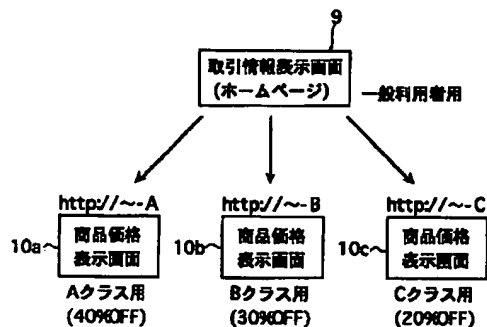 9
取引情報表示画面
(ホームページ)
一般利用者用
http://～-A
http://～-B
http://～-C
10a
商品価格
表示画面
10b
商品価格
表示画面
10c
商品価格
表示画面
Aクラス用
(40%OFF)
Bクラス用
(30%OFF)
Cクラス用
(20%OFF)